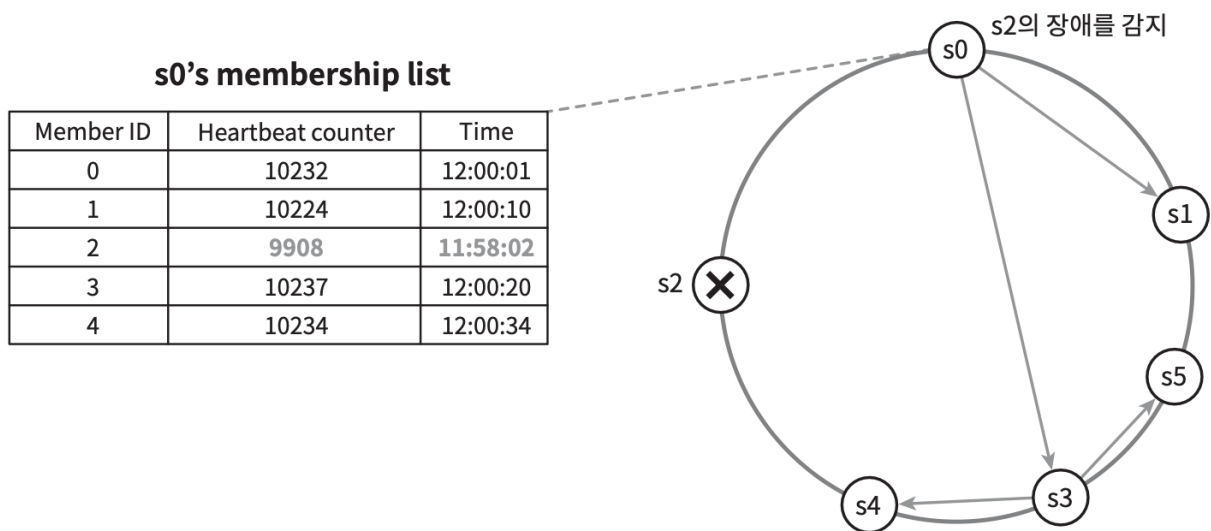 s0’s membership list
Member ID Heartbeat counter Time
0 10232 12:00:01
1 10224 12:00:10
2 9908 11:58:02
3 10237 12:00:20
4 10234 12:00:34
s0 s2의 장애를 감지
s1
s2
s5
s4
s3